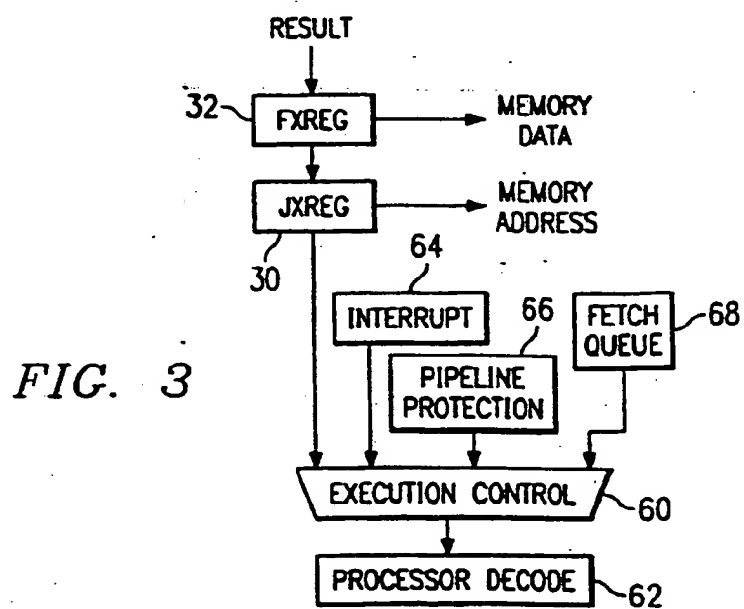 RESULT
32
FXREG
MEMORY
DATA
JXREG
MEMORY
ADDRESS
30
64
INTERRUPT
66
FETCH
QUEUE
68
PIPELINE
PROTECTION
FIG. 3
EXECUTION CONTROL
60
PROCESSOR DECODE
62